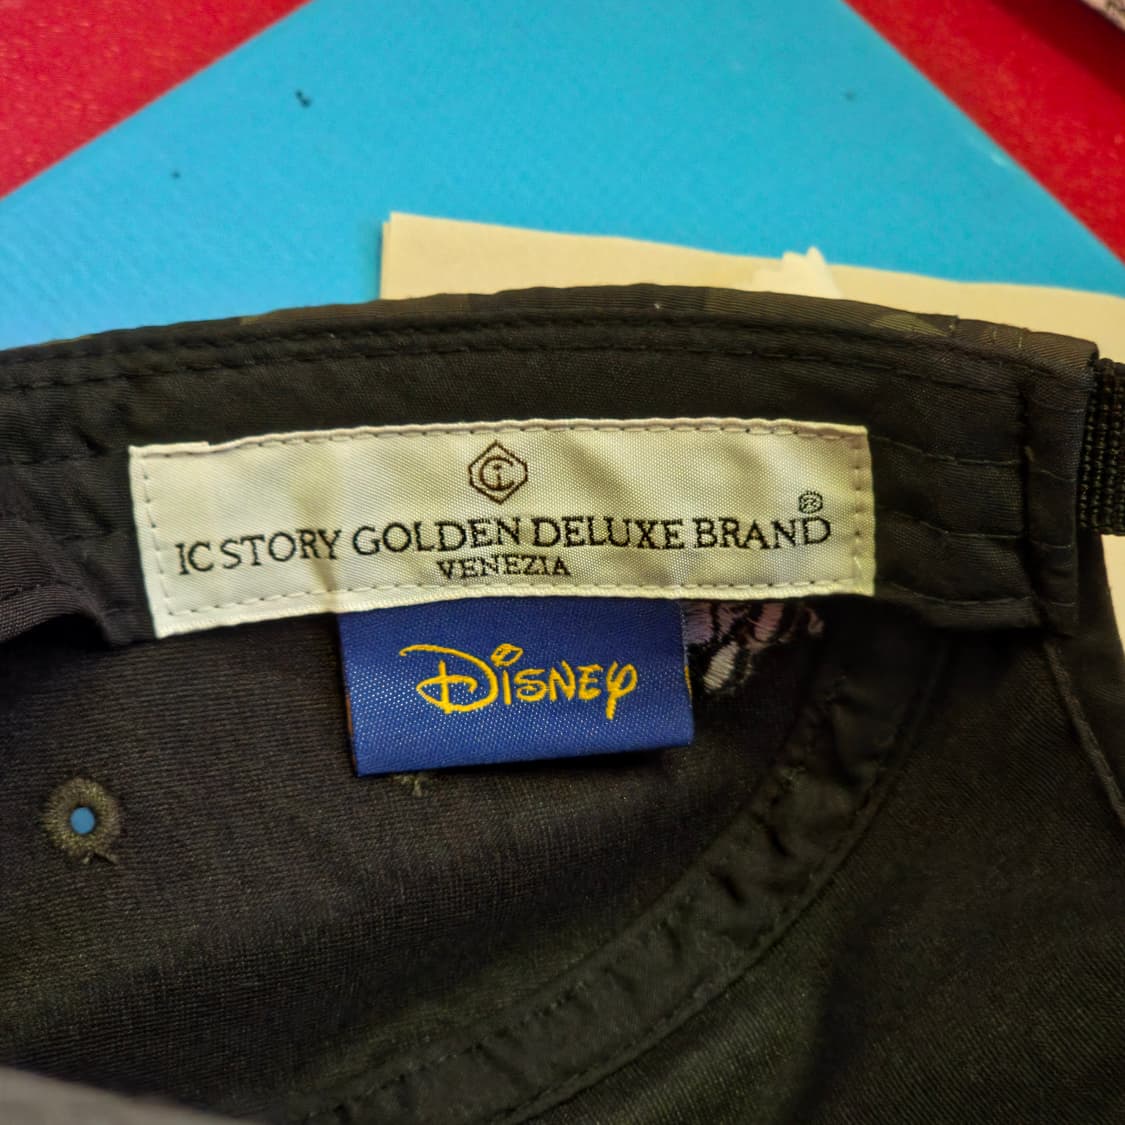 IC STORY GOLDEN DELUXE BRAND®
VENEZIA
Disney